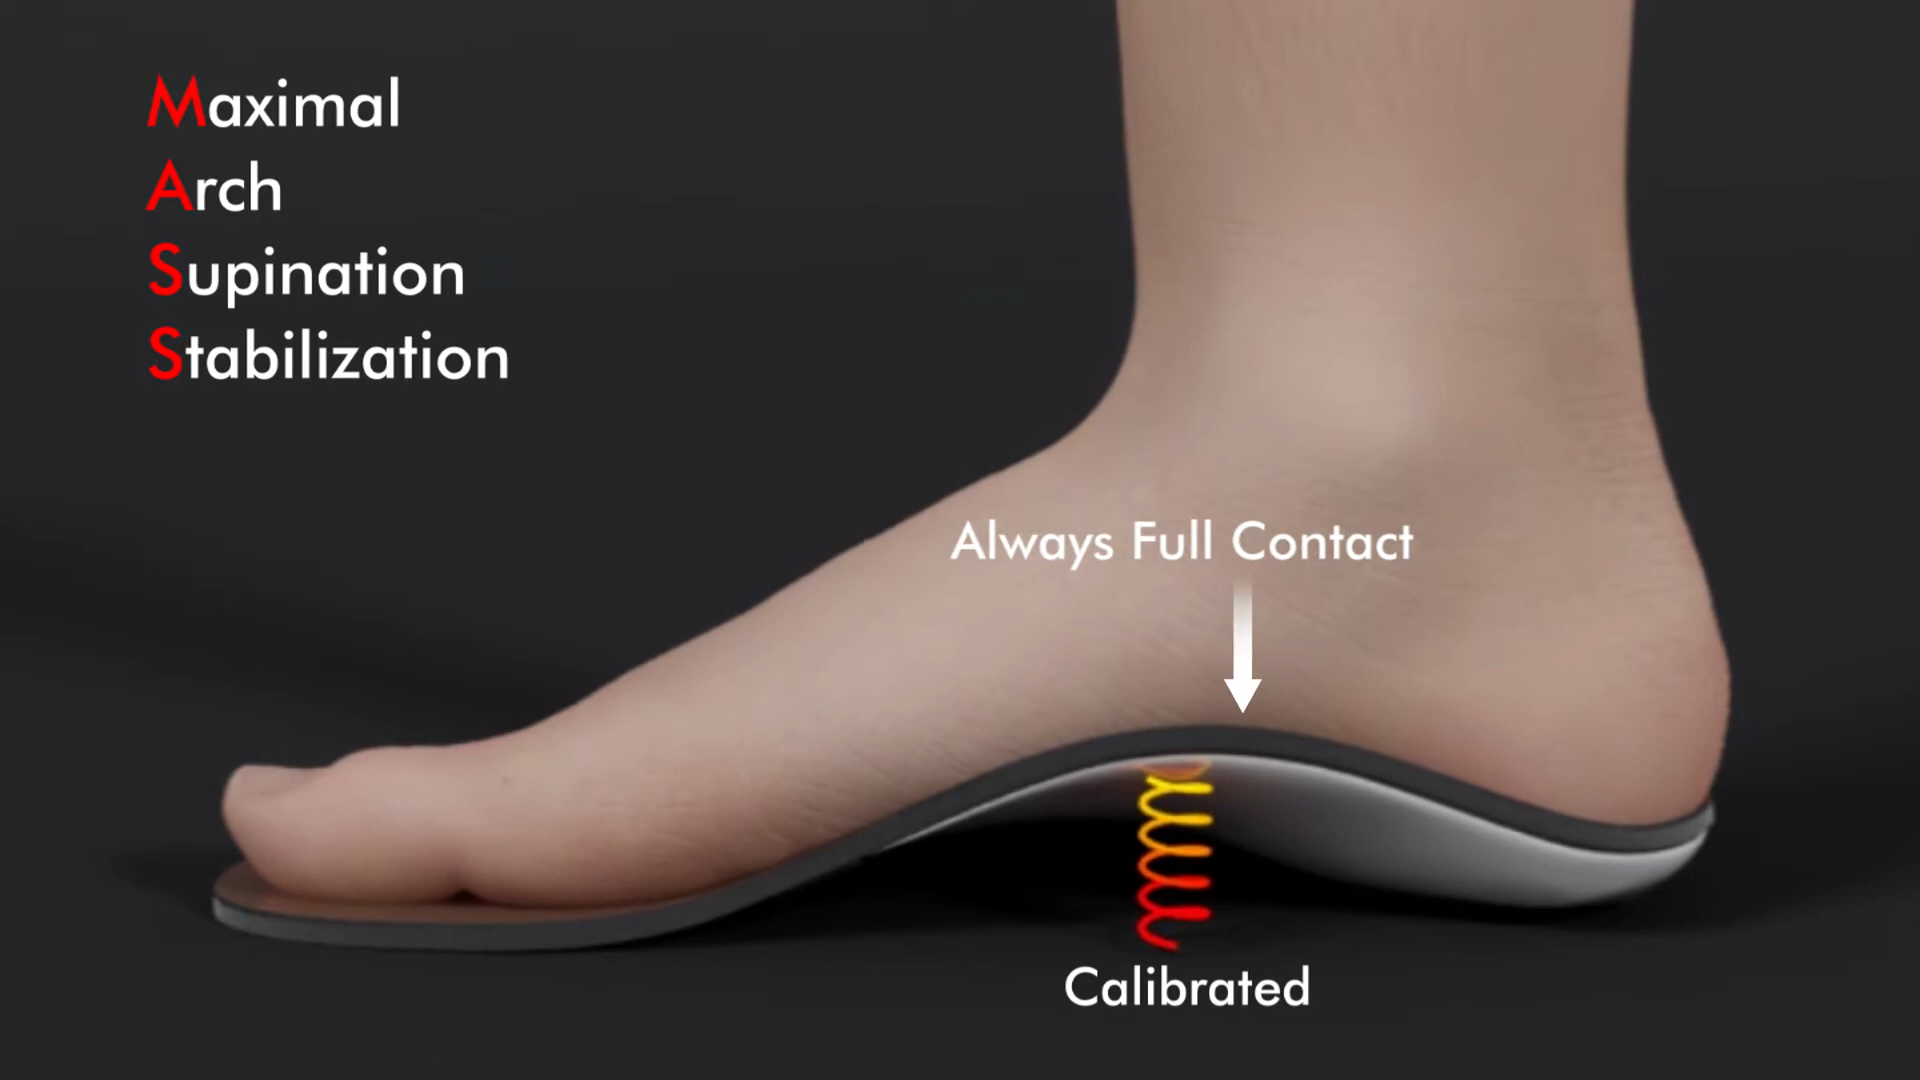 Maximal
Arch
Supination
Stabilization
Always Full Contact
Calibrated